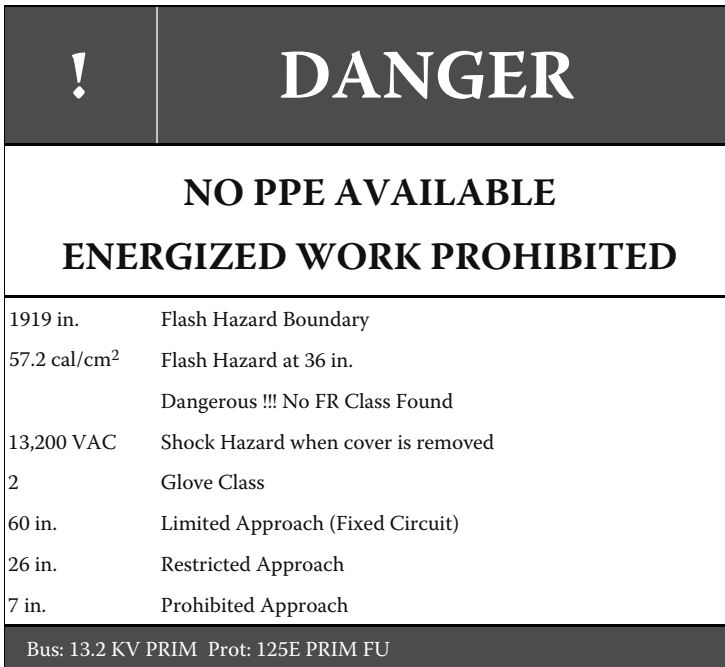 ! DANGER
NO PPE AVAILABLE
ENERGIZED WORK PROHIBITED
1919 in. Flash Hazard Boundary
57.2 cal/cm² Flash Hazard at 36 in.
Dangerous !!! No FR Class Found
13,200 VAC Shock Hazard when cover is removed
2 Glove Class
60 in. Limited Approach (Fixed Circuit)
26 in. Restricted Approach
7 in. Prohibited Approach
Bus: 13.2 KV PRIM Prot: 125E PRIM FU